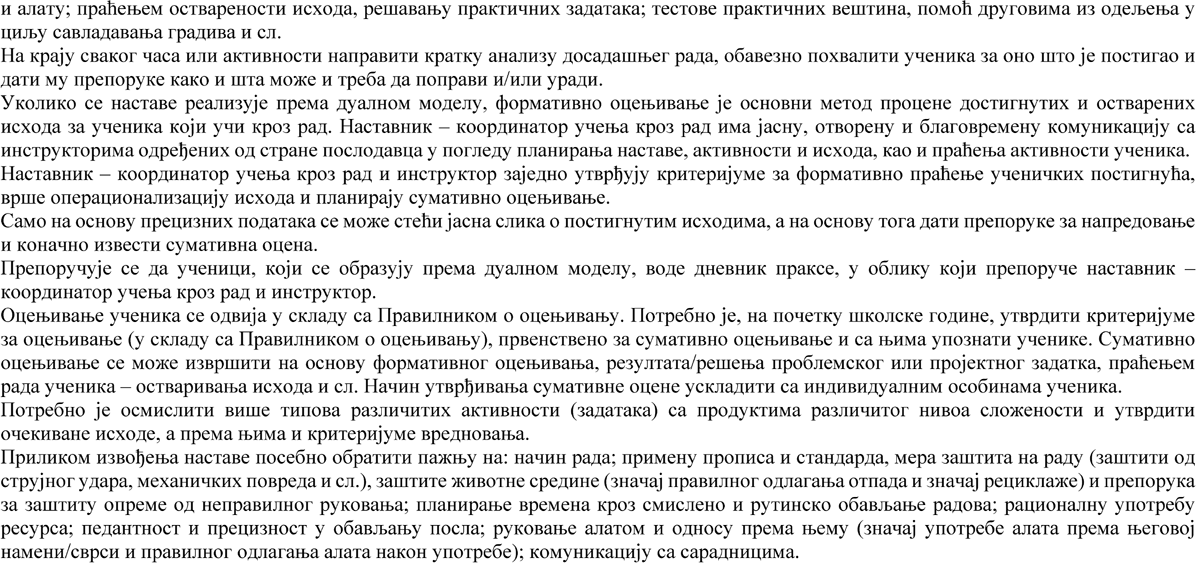 и алату; праћењем остварености исхода, решавању практичних задатака; тестове практичних вештина, помоћ друговима из одељења у
циљу савладавања градива и сл.
На крају сваког часа или активности направити кратку анализу досадашњег рада, обавезно похвалити ученика за оно што је постигао и
дати му препоруке како и шта може и треба да поправи и/или уради.
Уколико се наставе реализује према дуалном моделу, формативно оцењивање је основни метод процене достигнутих и остварених
исхода за ученика који учи кроз рад. Наставник – координатор учења кроз рад има јасну, отворену и благовремену комуникацију са
инструкторима одређених од стране послодавца у погледу планирања наставе, активности и исхода, као и праћења активности ученика.
Наставник – координатор учења кроз рад и инструктор заједно утврђују критеријуме за формативно праћење ученичких постигнућа,
врше операционализацију исхода и планирају сумативно оцењивање.
Само на основу прецизних података се може стећи јасна слика о постигнутим исходима, а на основу тога дати препоруке за напредовање
и коначно извести сумативна оцена.
Препоручује се да ученици, који се образују према дуалном моделу, воде дневник праксе, у облику који препоруче наставник –
координатор учења кроз рад и инструктор.
Оцењивање ученика се одвија у складу са Правилником о оцењивању. Потребно је, на почетку школске године, утврдити критеријуме
за оцењивање (у складу са Правилником о оцењивању), првенствено за сумативно оцењивање и са њима упознати ученике. Сумативно
оцењивање се може извршити на основу формативног оцењивања, резултата/решења проблемског или пројектног задатка, праћењем
рада ученика – остваривања исхода и сл. Начин утврђивања сумативне оцене ускладити са индивидуалним особинама ученика.
Потребно је осмислити више типова различитих активности (задатака) са продуктима различитог нивоа сложености и утврдити
очекиване исходе, а према њима и критеријуме вредновања.
Приликом извођења наставе посебно обратити пажњу на: начин рада; примену прописа и стандарда, мера заштита на раду (заштити од
струјног удара, механичких повреда и сл.), заштите животне средине (значај правилног одлагања отпада и значај рециклаже) и препорука
за заштиту опреме од неправилног руковања; планирање времена кроз смислено и рутинско обављање радова; рационалну употребу
ресурса; педантност и прецизност у обављању посла; руковање алатом и односу према њему (значај употребе алата према његовој
намени/сврси и правилног одлагања алата након употребе); комуникацију са сарадницима.